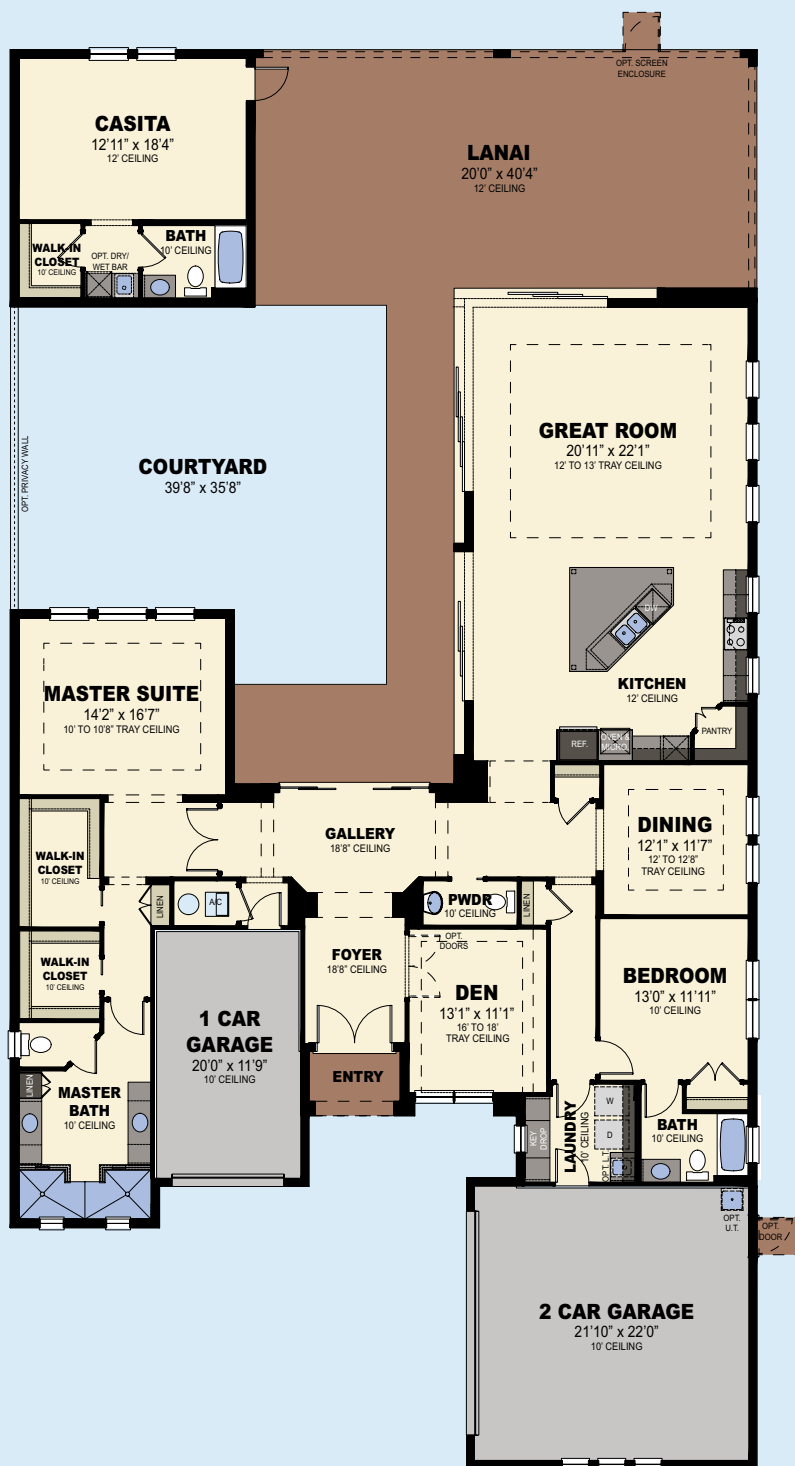 OPT. SCREEN
ENCLOSURE
CASITA
12'11" x 18'4"
12' CEILING
LANAI
20'0" x 40'4"
12' CEILING
WALK-IN
CLOSET
10' CEILING
OPT. DRY/
WET BAR
BATH
10' CEILING
OPT. PRIVACY WALL
COURTYARD
39'8" x 35'8"
GREAT ROOM
20'11" x 22'1"
12' TO 13' TRAY CEILING
DW
KITCHEN
12' CEILING
PANTRY
REF.
OVEN &
MICRO.
MASTER SUITE
14'2" x 16'7"
10' TO 10'8" TRAY CEILING
GALLERY
18'8" CEILING
DINING
12'1" x 11'7"
12' TO 12'8"
TRAY CEILING
WALK-IN
CLOSET
10' CEILING
LINEN
A/C
PWDR
10' CEILING
LINEN
WALK-IN
CLOSET
10' CEILING
FOYER
18'8" CEILING
OPT.
DOORS
DEN
13'1" x 11'1"
16' TO 18'
TRAY CEILING
BEDROOM
13'0" x 11'11"
10' CEILING
1 CAR
GARAGE
20'0" x 11'9"
10' CEILING
ENTRY
LINEN
MASTER
BATH
10' CEILING
KEY
DROP
LAUNDRY
10' CEILING
W
D
OPT. LT
BATH
10' CEILING
OPT.
U.T.
OPT.
DOOR
2 CAR GARAGE
21'10" x 22'0"
10' CEILING